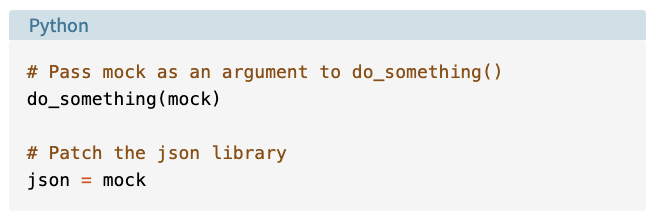 Python
# Pass mock as an argument to do_something()
do_something(mock)
# Patch the json library
json = mock